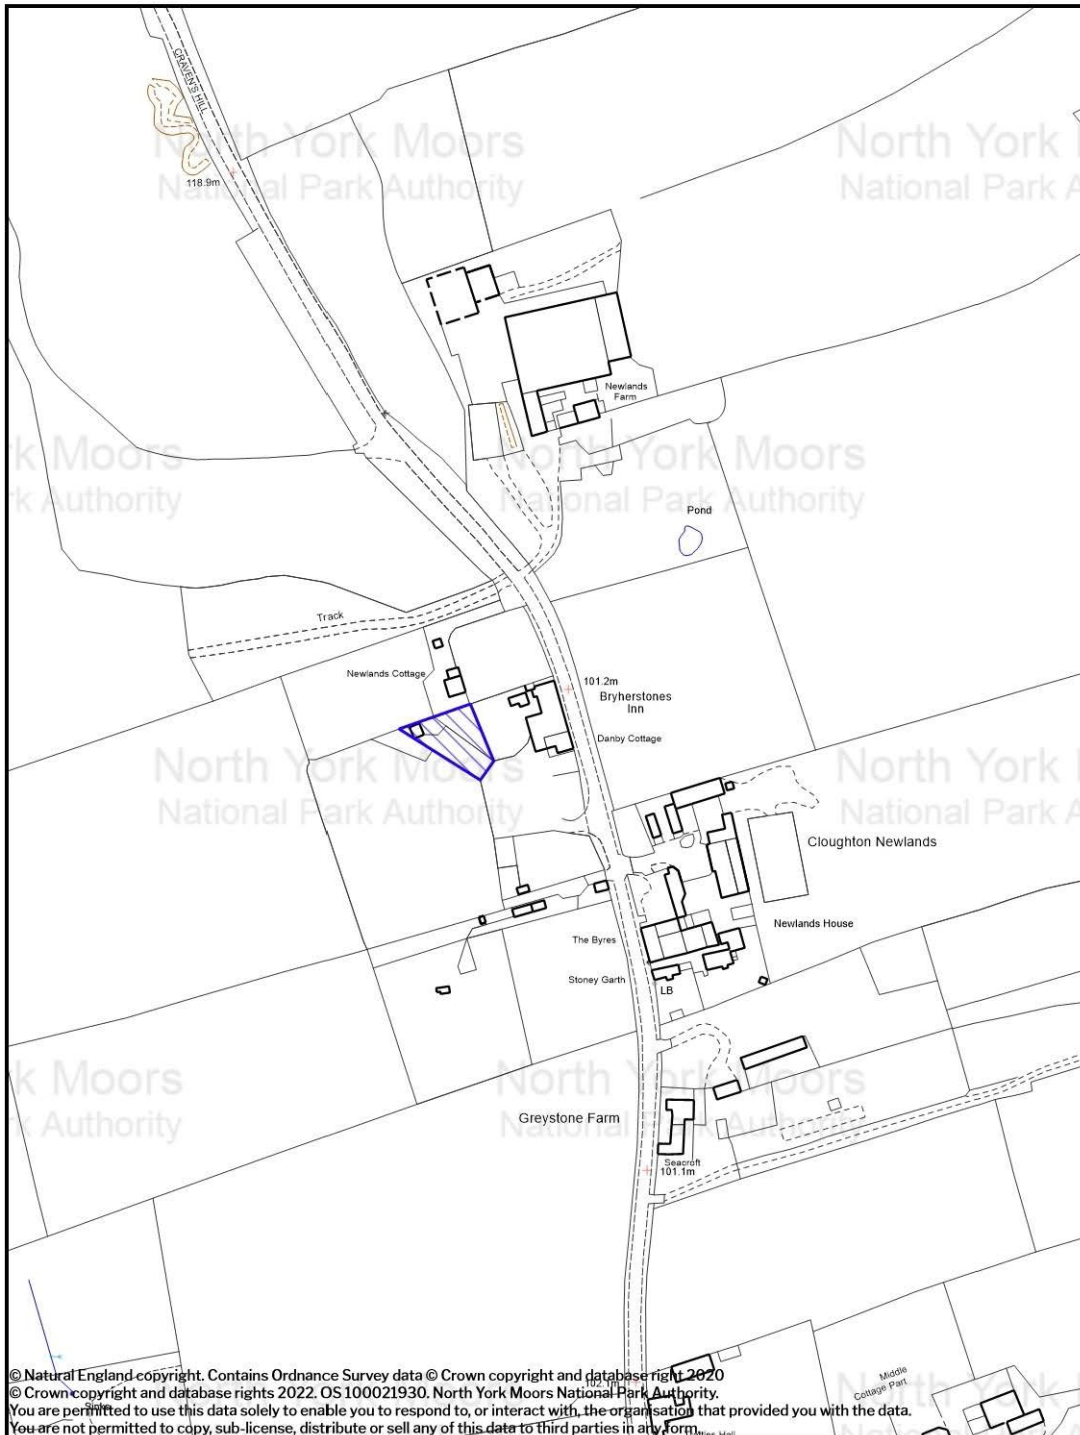 CRAVEN'S HILL
North York Moors
National Park Authority
North York
National Park A
118.9m
Newlands
Farm
k Moors
k Authority
North York Moors
National Park Authority
Pond
Track
Newlands Cottage
101.2m
Bryherstones
Inn
Danby Cottage
North York Moors
National Park Authority
North York
National Park A
Cloughton Newlands
Newlands House
The Byres
Stoney Garth
LB
k Moors
k Authority
North York Moors
National Park Authority
Greystone Farm
Seacroft
101.1m
Middle
Cottage Part
102.1m
© Natural England copyright. Contains Ordnance Survey data © Crown copyright and database right 2020
© Crown copyright and database rights 2022. OS 100021930. North York Moors National Park Authority.
You are permitted to use this data solely to enable you to respond to, or interact with, the organisation that provided you with the data.
You are not permitted to copy, sub-license, distribute or sell any of this data to third parties in any form.